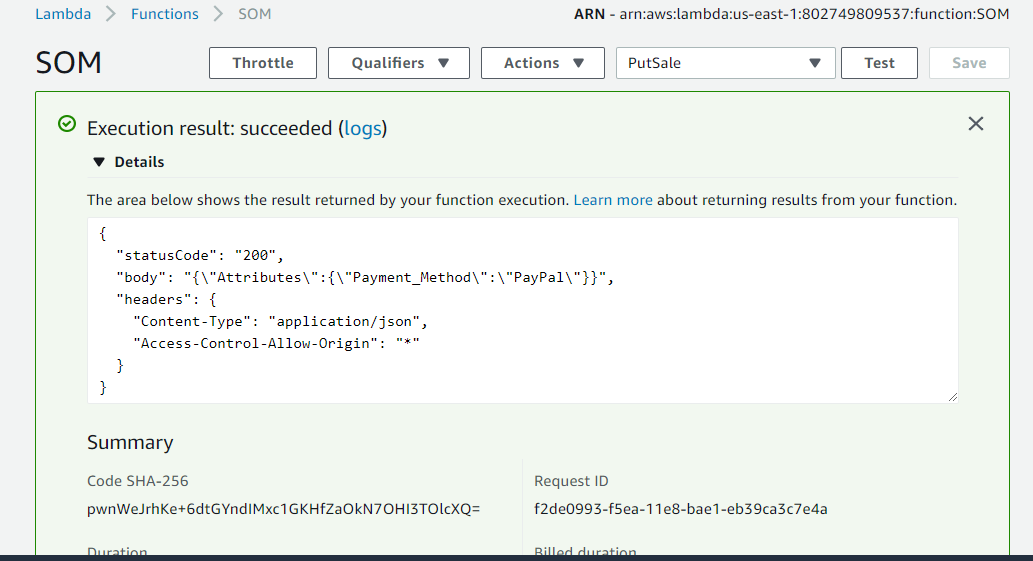 Lambda > Functions > SOM
ARN - arn:aws:lambda:us-east-1:802749809537:function:SOM
SOM
Throttle
Qualifiers
Actions
PutSale
Test
Save
Execution result: succeeded (logs)
Details
The area below shows the result returned by your function execution. Learn more about returning results from your function.
{
"statusCode": "200",
"body": "{\"Attributes\":{\"Payment_Method\":\"PayPal\"}}",
"headers": {
"Content-Type": "application/json",
"Access-Control-Allow-Origin": "*"
}
}
Summary
Code SHA-256
pwnWeJrhKe+6dtGYndIMxc1GKHfZaOkN7OHI3TOlcXQ=
Request ID
f2de0993-f5ea-11e8-bae1-eb39ca3c7e4a
Duration
Billed duration